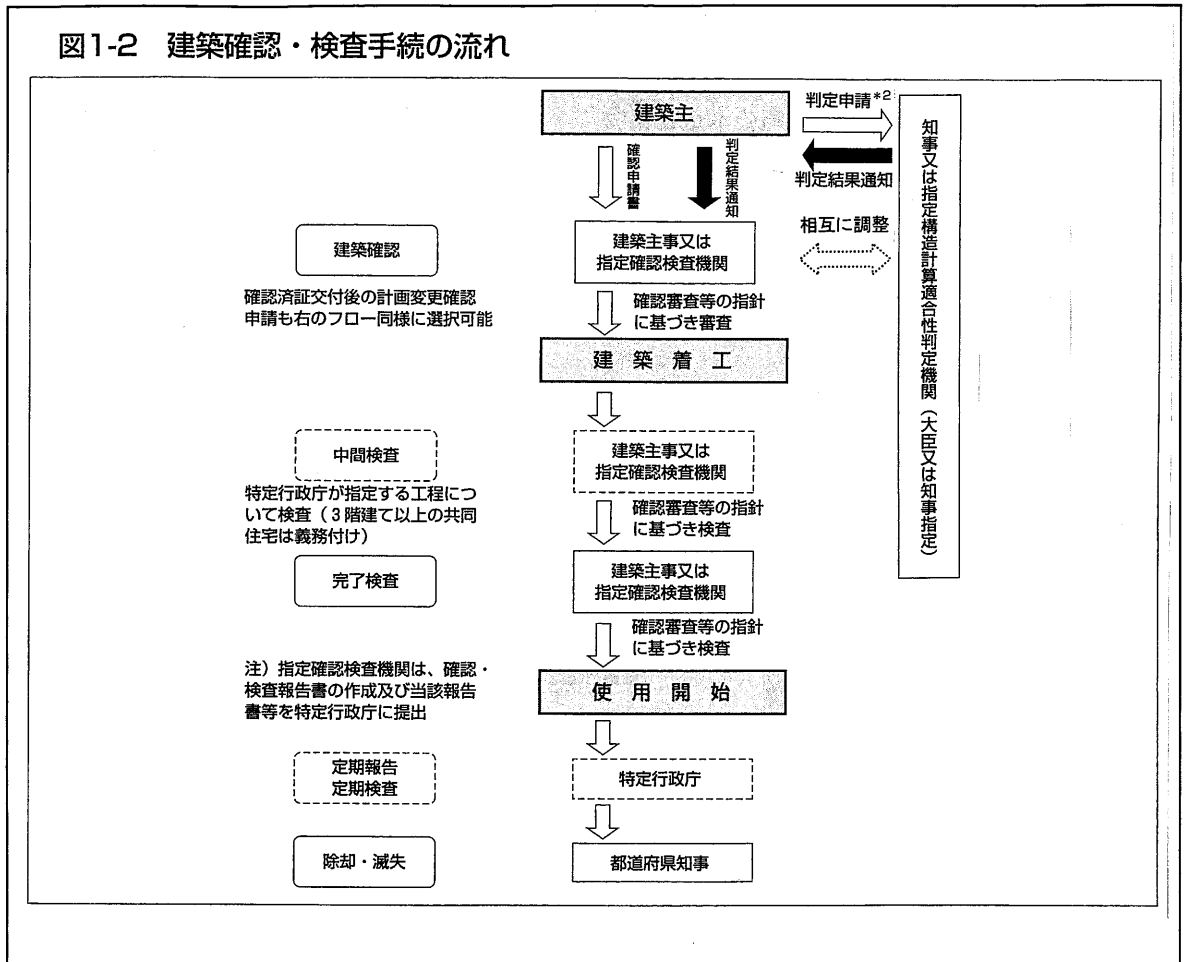 図1-2　建築確認・検査手続の流れ
建築主
判定申請*2
判定結果通知
確認申請書
判定結果通知
知事又は指定構造計算適合性判定機関（大臣又は知事指定）
建築確認
建築主事又は
指定確認検査機関
相互に調整
確認済証交付後の計画変更確認
申請も右のフロー同様に選択可能
確認審査等の指針
に基づき審査
建　築　着　工
中間検査
建築主事又は
指定確認検査機関
特定行政庁が指定する工程につ
いて検査（3階建て以上の共同
住宅は義務付け）
確認審査等の指針
に基づき検査
完了検査
建築主事又は
指定確認検査機関
確認審査等の指針
に基づき検査
注）指定確認検査機関は、確認・
検査報告書の作成及び当該報告
書等を特定行政庁に提出
使　用　開　始
定期報告
定期検査
特定行政庁
除却・滅失
都道府県知事